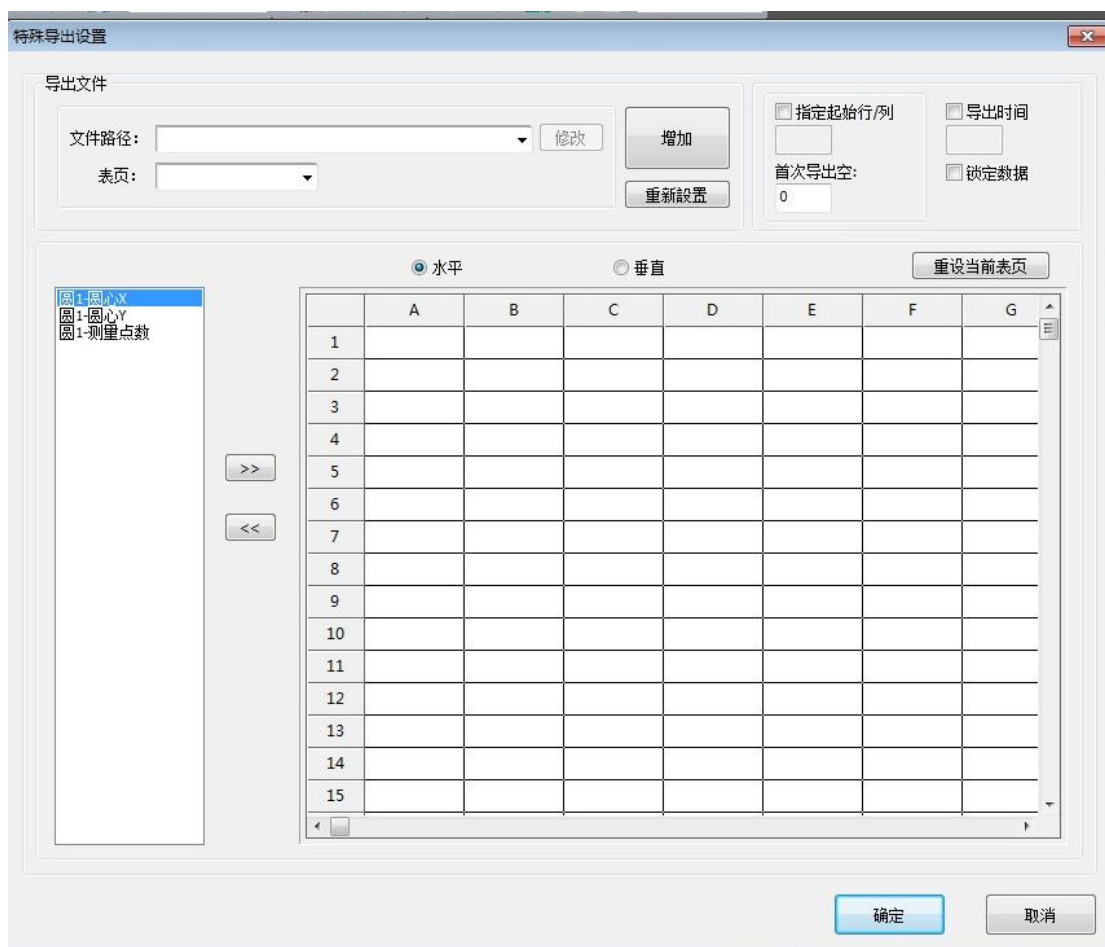 特殊导出设置
导出文件
文件路径:
修改
增加
表页:
重新設置
指定起始行/列
导出时间
首次导出空:
锁定数据
0
水平
垂直
重设当前表页
圆1-圆心X
圆1-圆心Y
圆1-测量点数
A B C D E F G
1
2
3
4
>>
5
6
<<
7
8
9
10
11
12
13
14
15
确定
取消